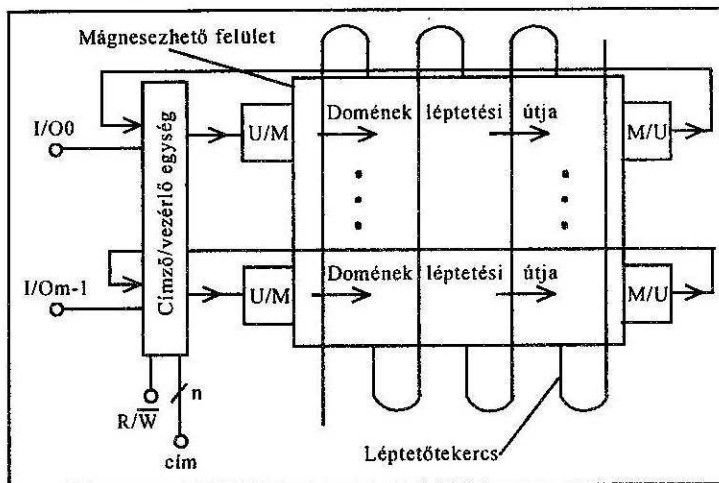 Mágnesezhető felület
I/O0
Címző/vezérlő egység
U/M
Domének léptetési útja
M/U
I/Om-1
U/M
Domének léptetési útja
M/U
R/W̅
n
cím
Léptetőtekercs